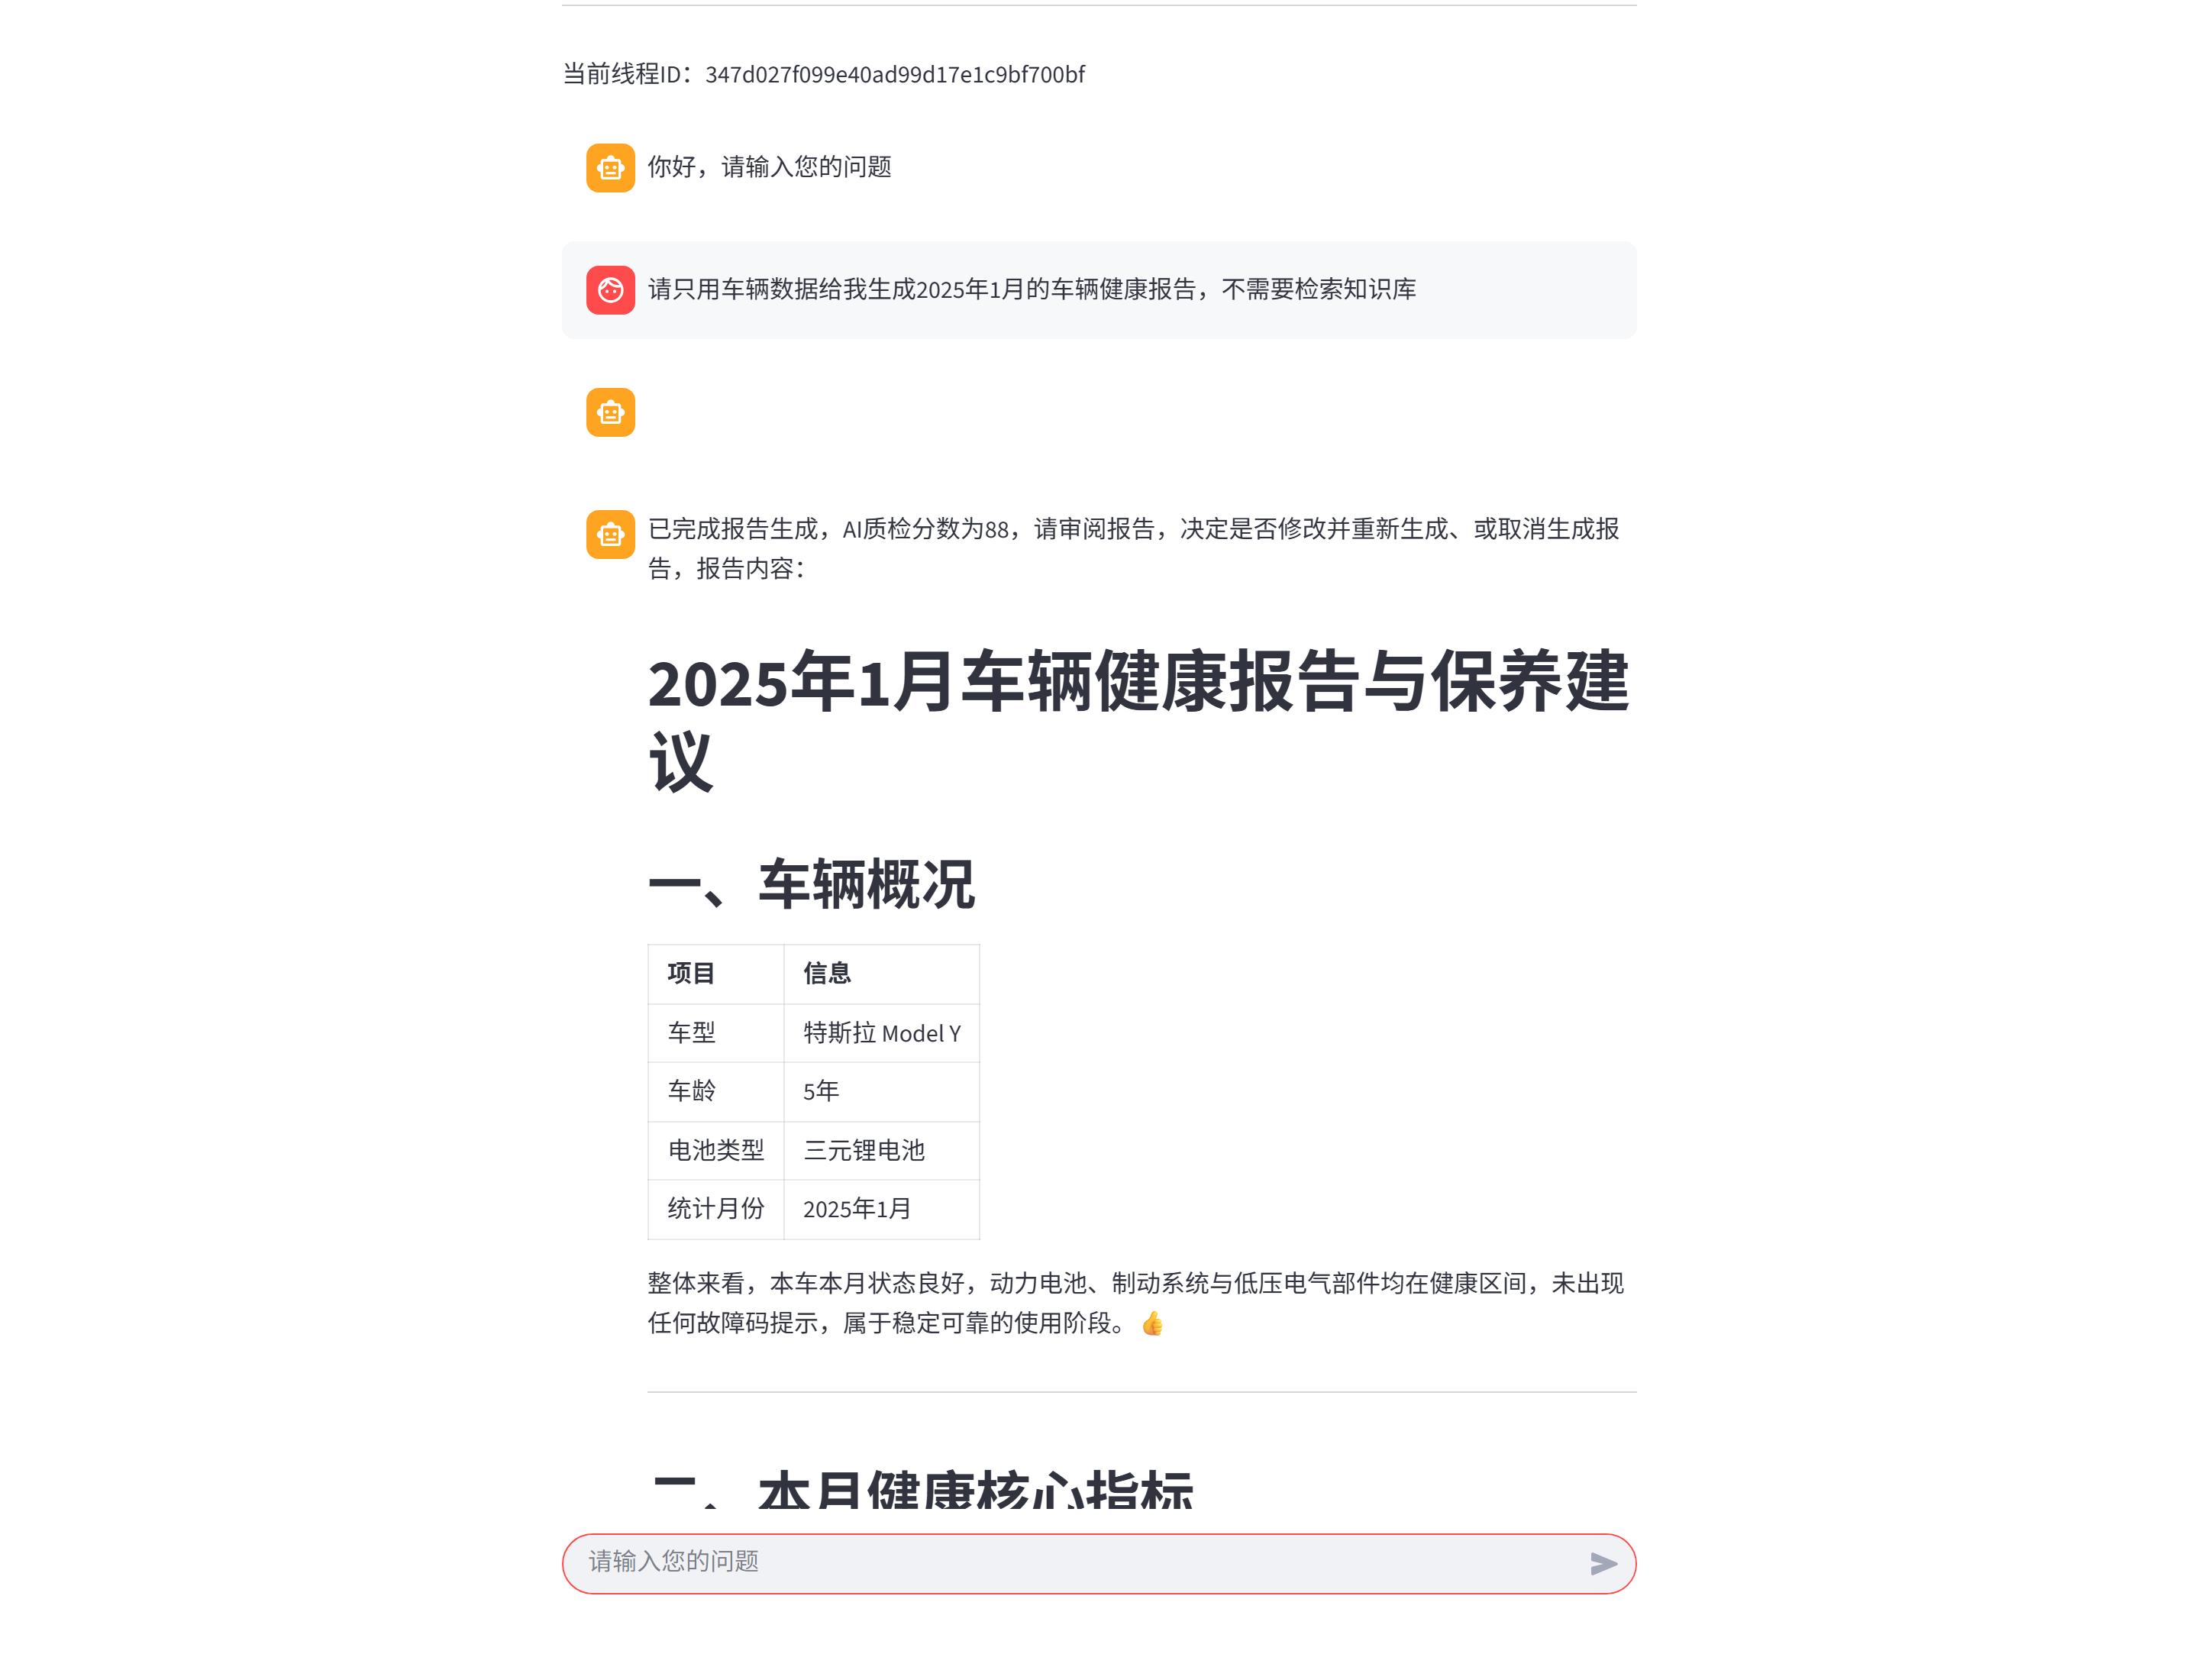 当前线程ID：347d027f099e40ad99d17e1c9bf700bf
你好，请输入您的问题
请只用车辆数据给我生成2025年1月的车辆健康报告，不需要检索知识库
已完成报告生成，AI质检分数为88，请审阅报告，决定是否修改并重新生成、或取消生成报
告，报告内容：
2025年1月车辆健康报告与保养建
议
一、车辆概况
项目 信息
车型 特斯拉 Model Y
车龄 5年
电池类型 三元锂电池
统计月份 2025年1月
整体来看，本车本月状态良好，动力电池、制动系统与低压电气部件均在健康区间，未出现
任何故障码提示，属于稳定可靠的使用阶段。👍
二、本月健康核心指标
请输入您的问题